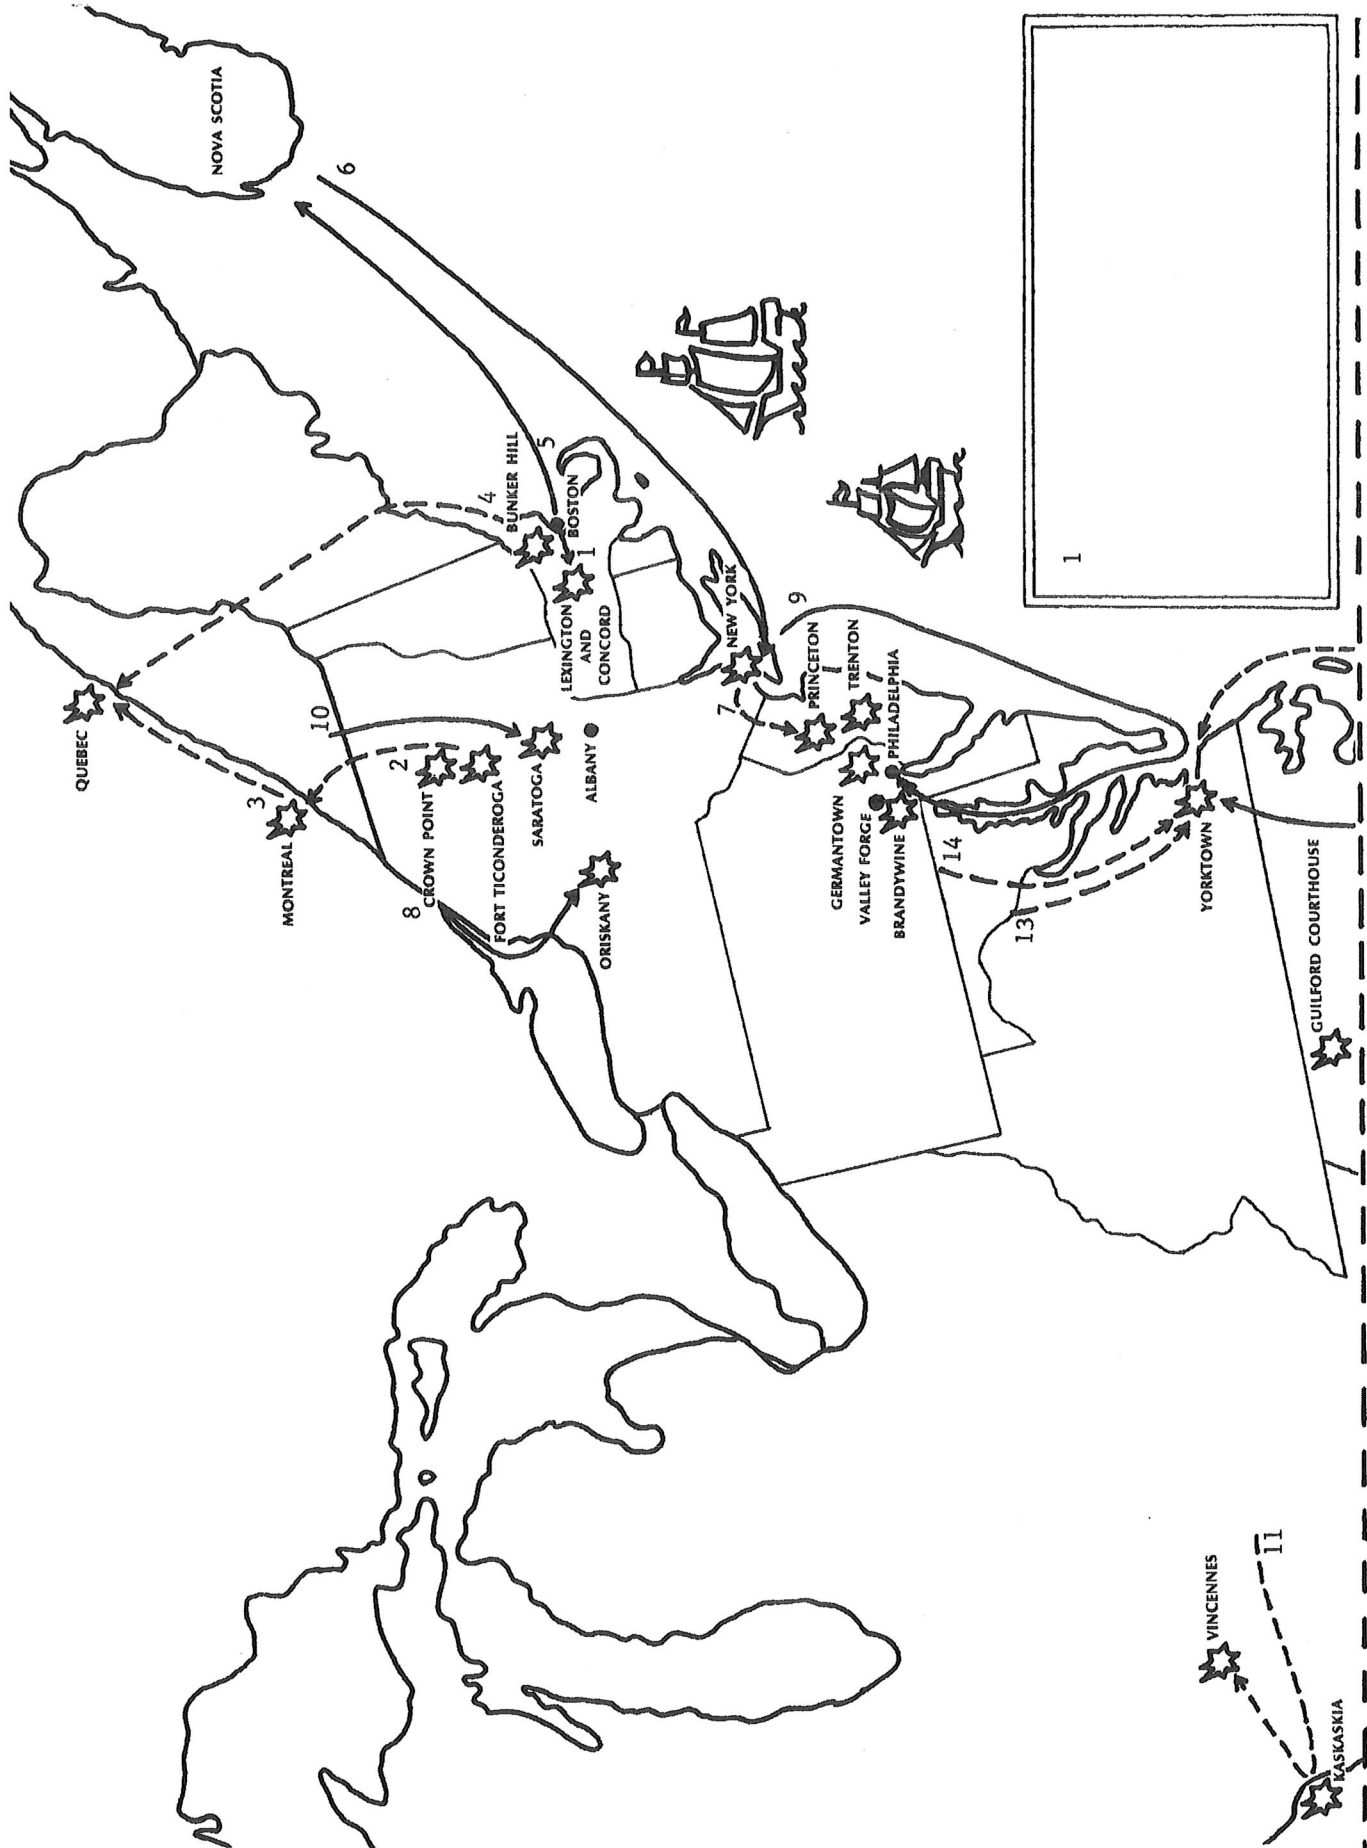 NOVA SCOTIA
6
QUEBEC
3
MONTREAL
10
2
8
CROWN POINT
FORT TICONDEROGA
SARATOGA
ALBANY
ORISKANY
4
BUNKER HILL
5
BOSTON
1
LEXINGTON
AND
CONCORD
NEW YORK
7
9
PRINCETON
TRENTON
PHILADELPHIA
GERMANTOWN
VALLEY FORGE
BRANDYWINE
14
13
YORKTOWN
GUILFORD COURTHOUSE
VINCENNES
11
KASKASKIA
1